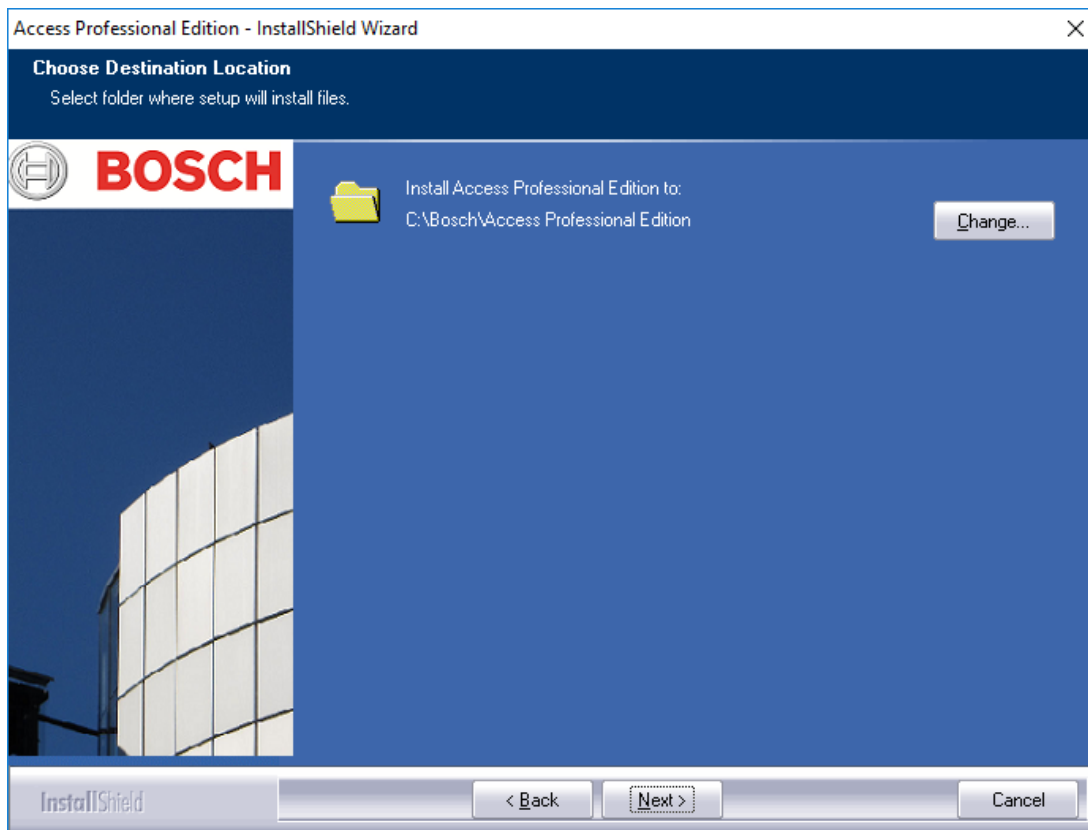 Access Professional Edition - InstallShield Wizard
Choose Destination Location
Select folder where setup will install files.
BOSCH
Install Access Professional Edition to:
C:\Bosch\Access Professional Edition
Change...
InstallShield
< Back
Next >
Cancel